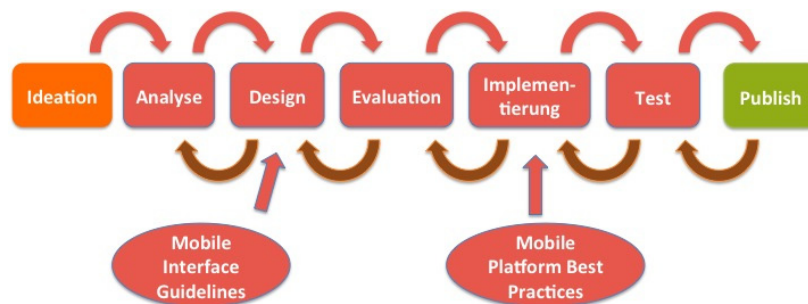 Ideation
Analyse
Design
Evaluation
Implemen-
tierung
Test
Publish
Mobile
Interface
Guidelines
Mobile
Platform Best
Practices